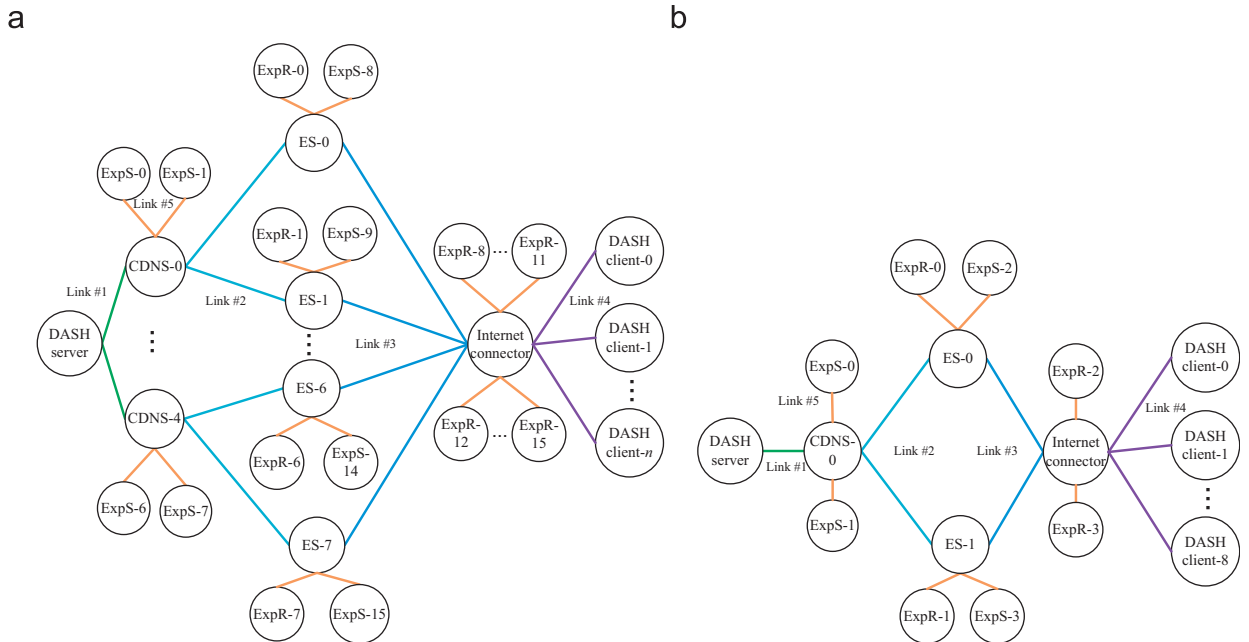 a
ExpR-0
ExpS-8
ES-0
ExpS-0
ExpS-1
Link #5
CDNS-0
ExpR-1
ExpS-9
ES-1
Link #1
Link #2
DASH
server
⋮
⋮
Link #3
ES-6
CDNS-4
ExpR-6
ExpS-
14
ExpS-6
ExpS-7
ES-7
ExpR-7
ExpS-15
ExpR-8
...
ExpR-
11
Internet
connector
ExpR-
12
...
ExpR-
15
Link #4
DASH
client-0
DASH
client-1
⋮
DASH
client-n
b
ExpR-0
ExpS-2
ES-0
ExpS-0
Link #5
CDNS-
0
DASH
server
Link #1
ExpS-1
Link #2
Link #3
ES-1
ExpR-1
ExpS-3
ExpR-2
Internet
connector
ExpR-3
Link #4
DASH
client-0
DASH
client-1
⋮
DASH
client-8